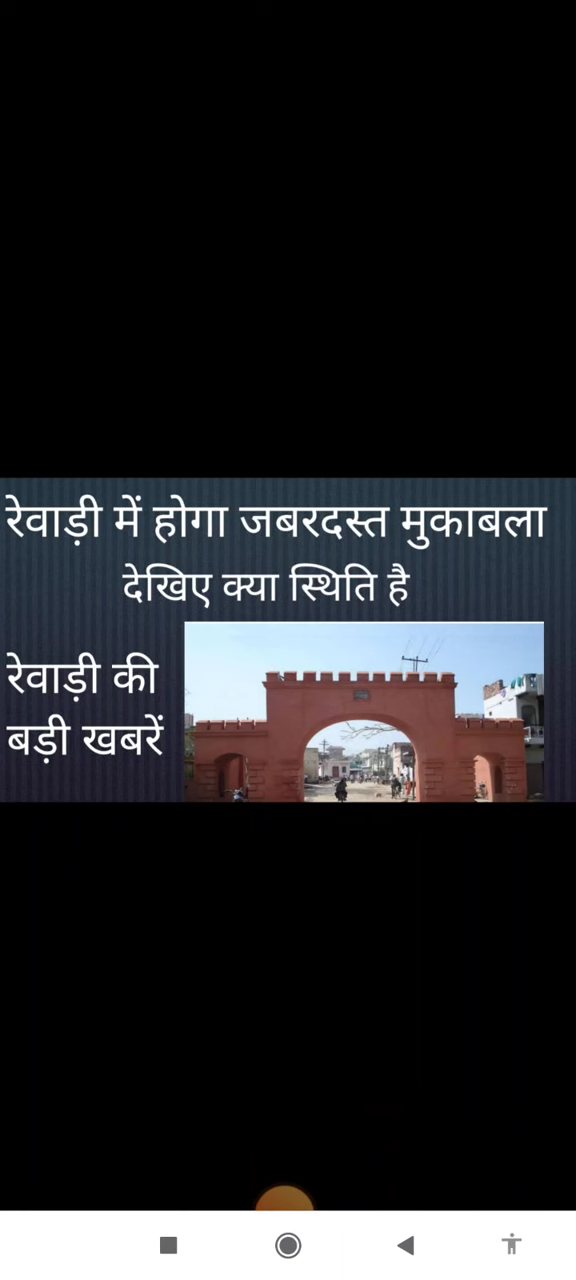 रेवाड़ी में होगा जबरदस्त मुकाबला
देखिए क्या स्थिति है
रेवाड़ी की
बड़ी खबरें